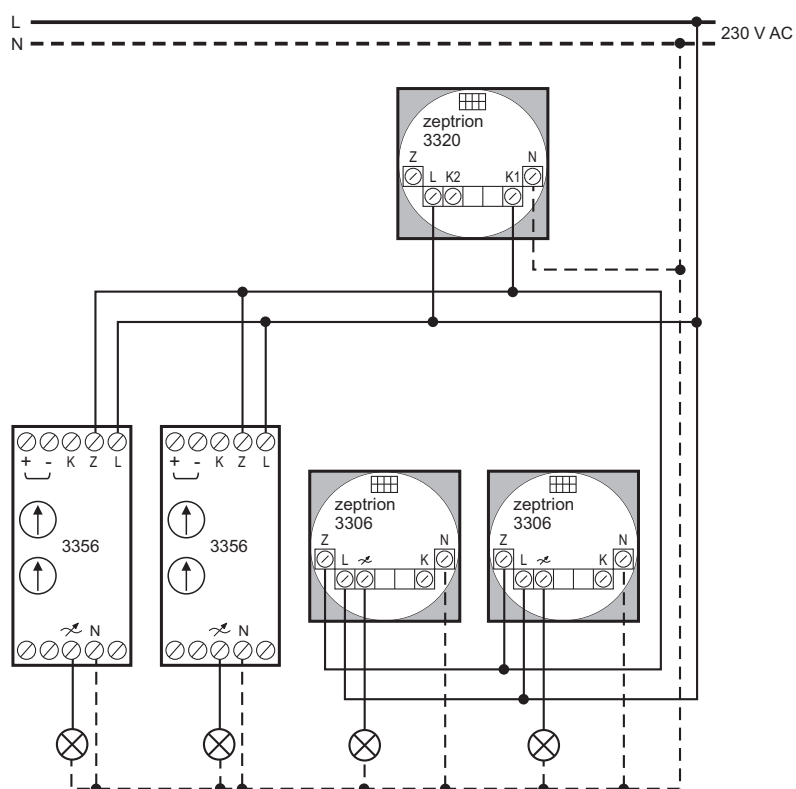 L
N
230 V AC
zeptrion
3320
Z
N
L K2
K1
+ - K Z L
+ - K Z L
3356
3356
N
N
zeptrion
3306
Z
N
L
K
zeptrion
3306
Z
N
L
K